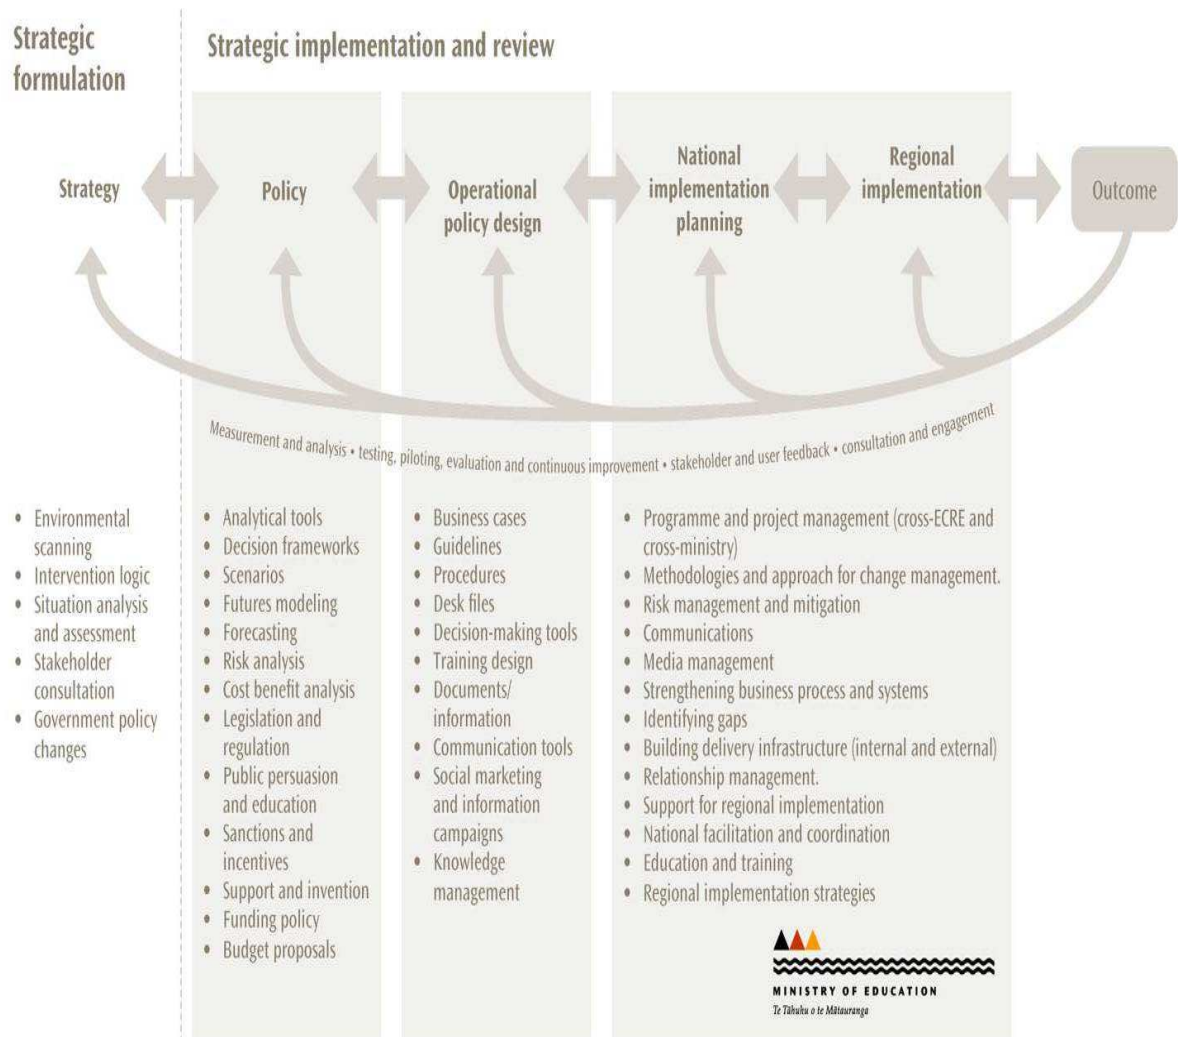 Strategic
formulation
Strategic implementation and review
Strategy
Policy
Operational
policy design
National
implementation
planning
Regional
implementation
Outcome
Measurement and analysis • testing, piloting, evaluation and continuous improvement • stakeholder and user feedback • consultation and engagement
• Environmental
scanning
• Intervention logic
• Situation analysis
and assessment
• Stakeholder
consultation
• Government policy
changes
• Analytical tools
• Decision frameworks
• Scenarios
• Futures modeling
• Forecasting
• Risk analysis
• Cost benefit analysis
• Legislation and
regulation
• Public persuasion
and education
• Sanctions and
incentives
• Support and invention
• Funding policy
• Budget proposals
• Business cases
• Guidelines
• Procedures
• Desk files
• Decision-making tools
• Training design
• Documents/
information
• Communication tools
• Social marketing
and information
campaigns
• Knowledge
management
• Programme and project management (cross-ECRE and
cross-ministry)
• Methodologies and approach for change management.
• Risk management and mitigation
• Communications
• Media management
• Strengthening business process and systems
• Identifying gaps
• Building delivery infrastructure (internal and external)
• Relationship management.
• Support for regional implementation
• National facilitation and coordination
• Education and training
• Regional implementation strategies
MINISTRY OF EDUCATION
Te Tāhuhu o te Mātauranga